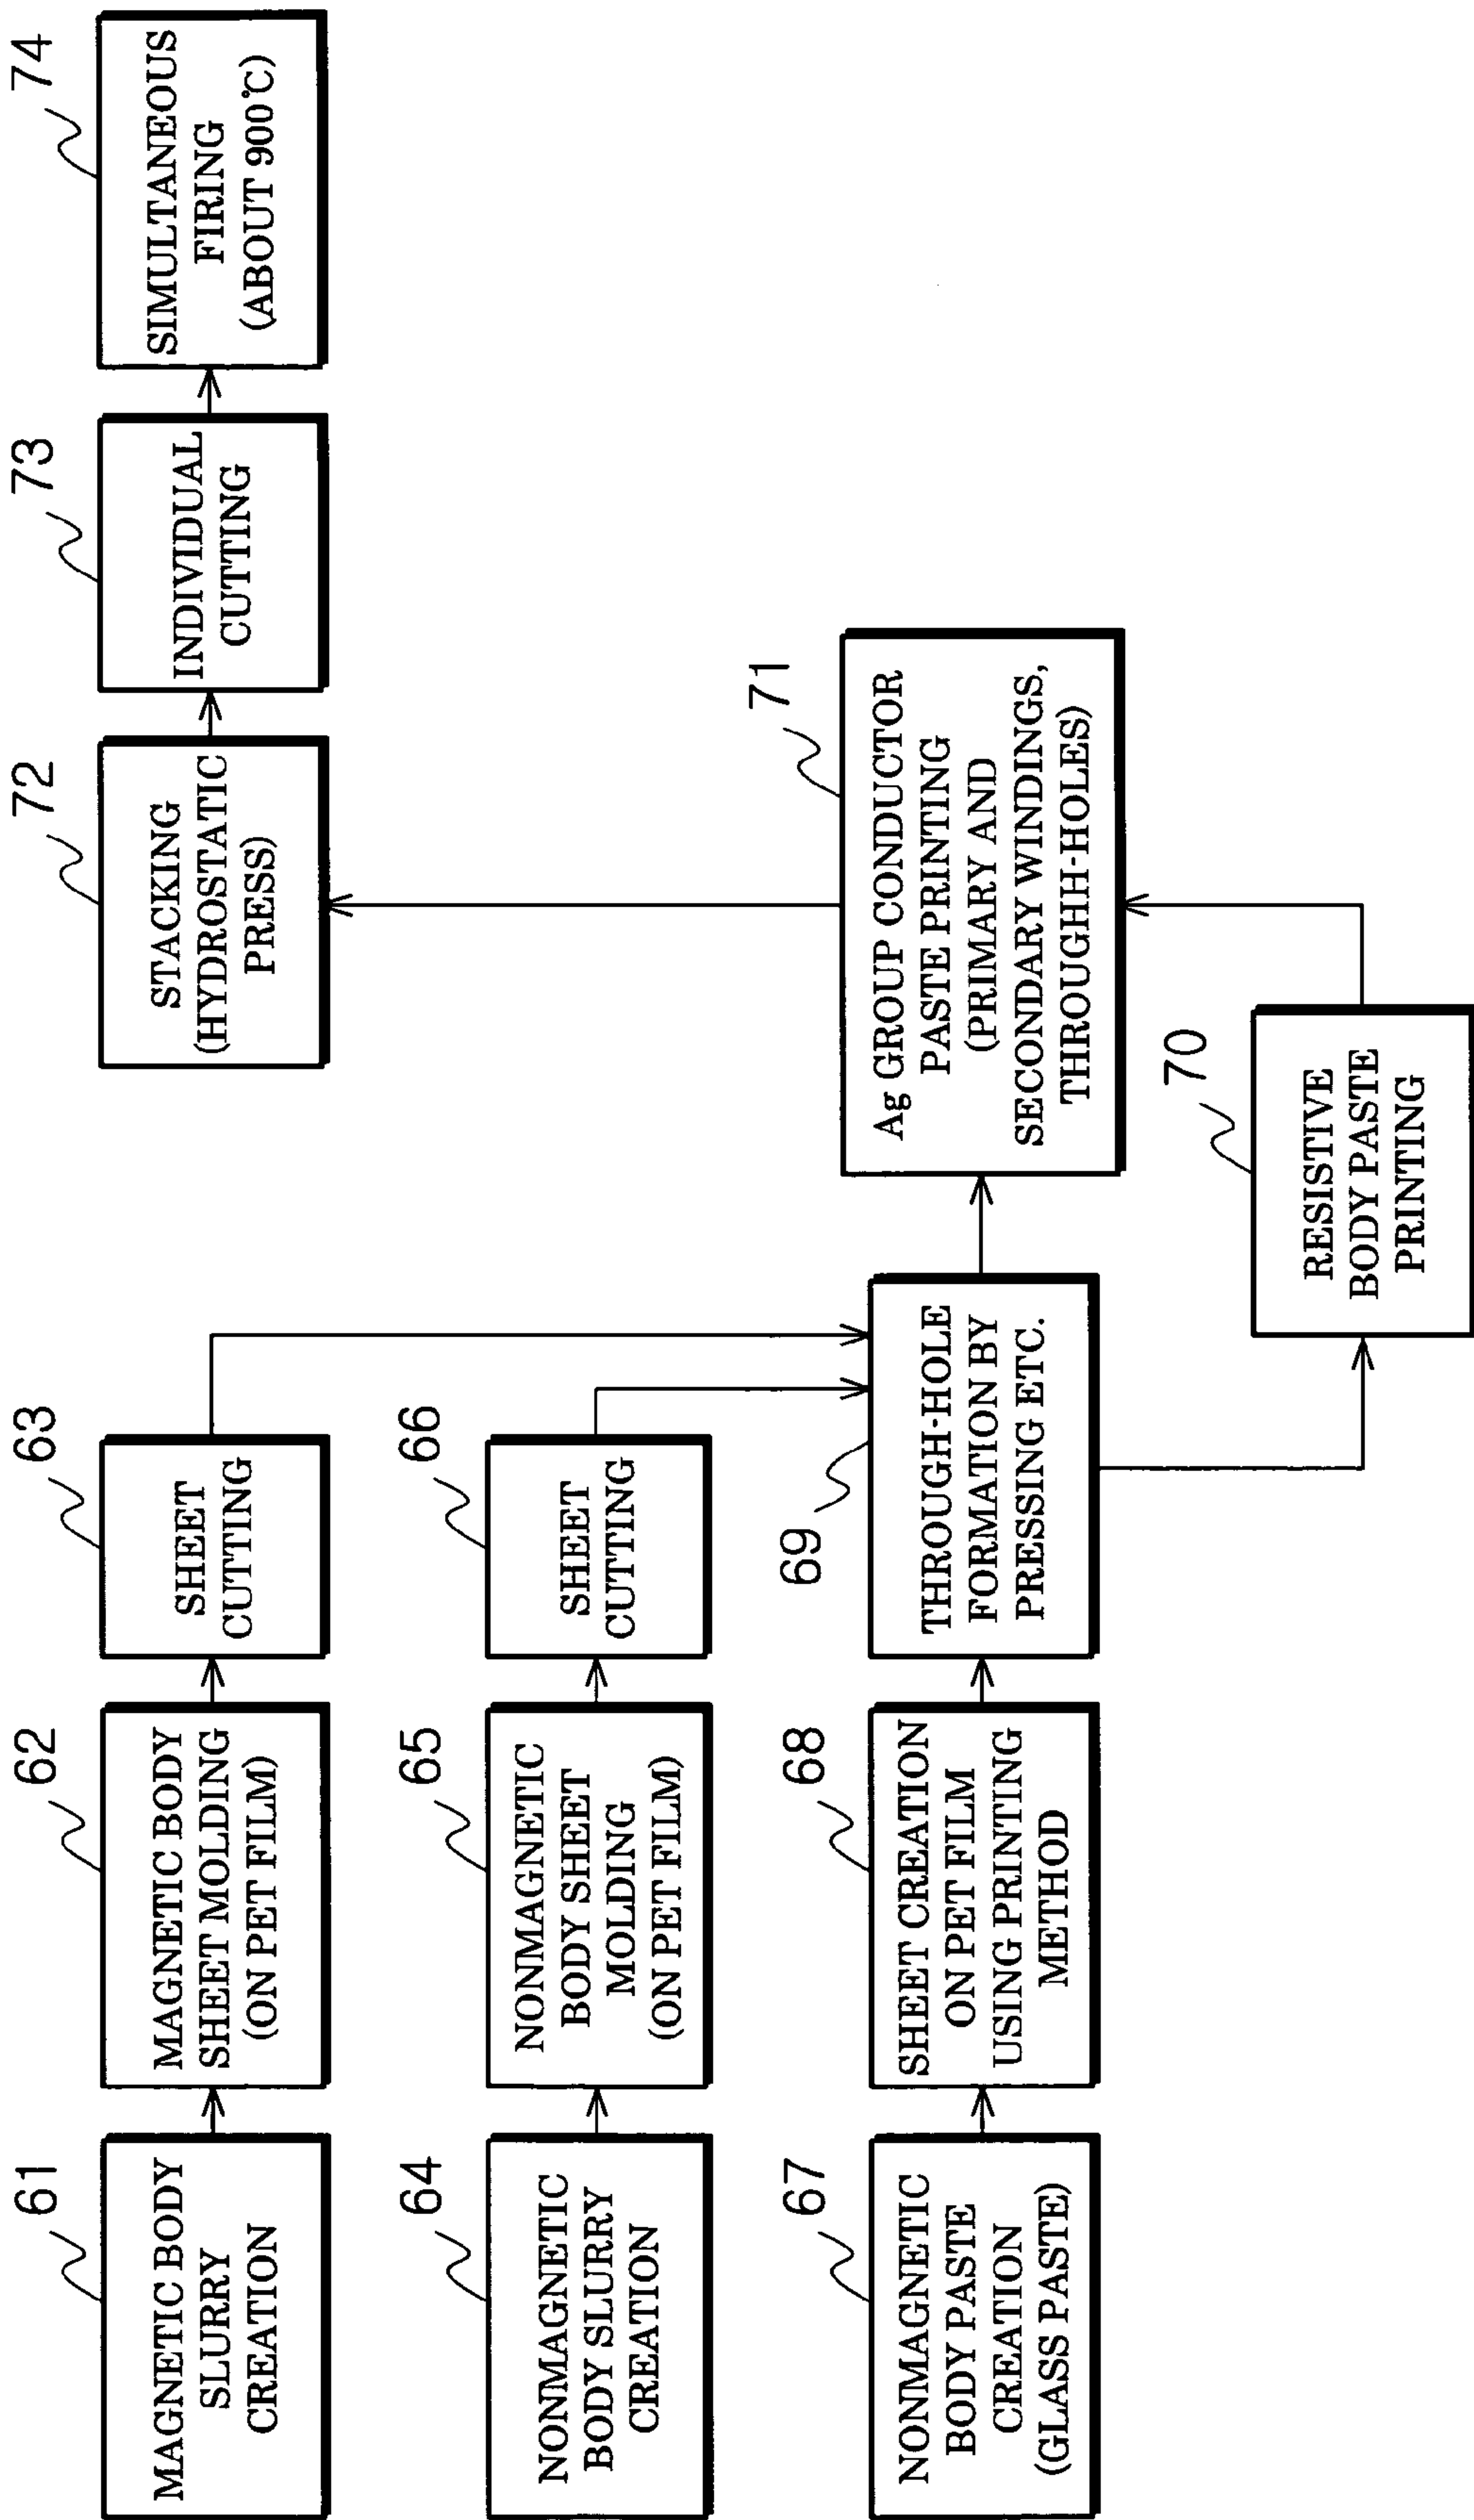 61
MAGNETIC BODY
SLURRY
CREATION
62
MAGNETIC BODY
SHEET MOLDING
(ON PET FILM)
63
SHEET
CUTTING
64
NONMAGNETIC
BODY SLURRY
CREATION
65
NONMAGNETIC
BODY SHEET
MOLDING
(ON PET FILM)
66
SHEET
CUTTING
67
NONMAGNETIC
BODY PASTE
CREATION
(GLASS PASTE)
68
SHEET CREATION
ON PET FILM
USING PRINTING
METHOD
69
THROUGH-HOLE
FORMATION BY
PRESSING ETC.
70
RESISTIVE
BODY PASTE
PRINTING
71
Ag GROUP CONDUCTOR
PASTE PRINTING
(PRIMARY AND
SECONDARY WINDINGS,
THROUGHH-HOLES)
72
STACKING
(HYDROSTATIC
PRESS)
73
INDIVIDUAL
CUTTING
74
SIMULTANEOUS
FIRING
(ABOUT 900℃)